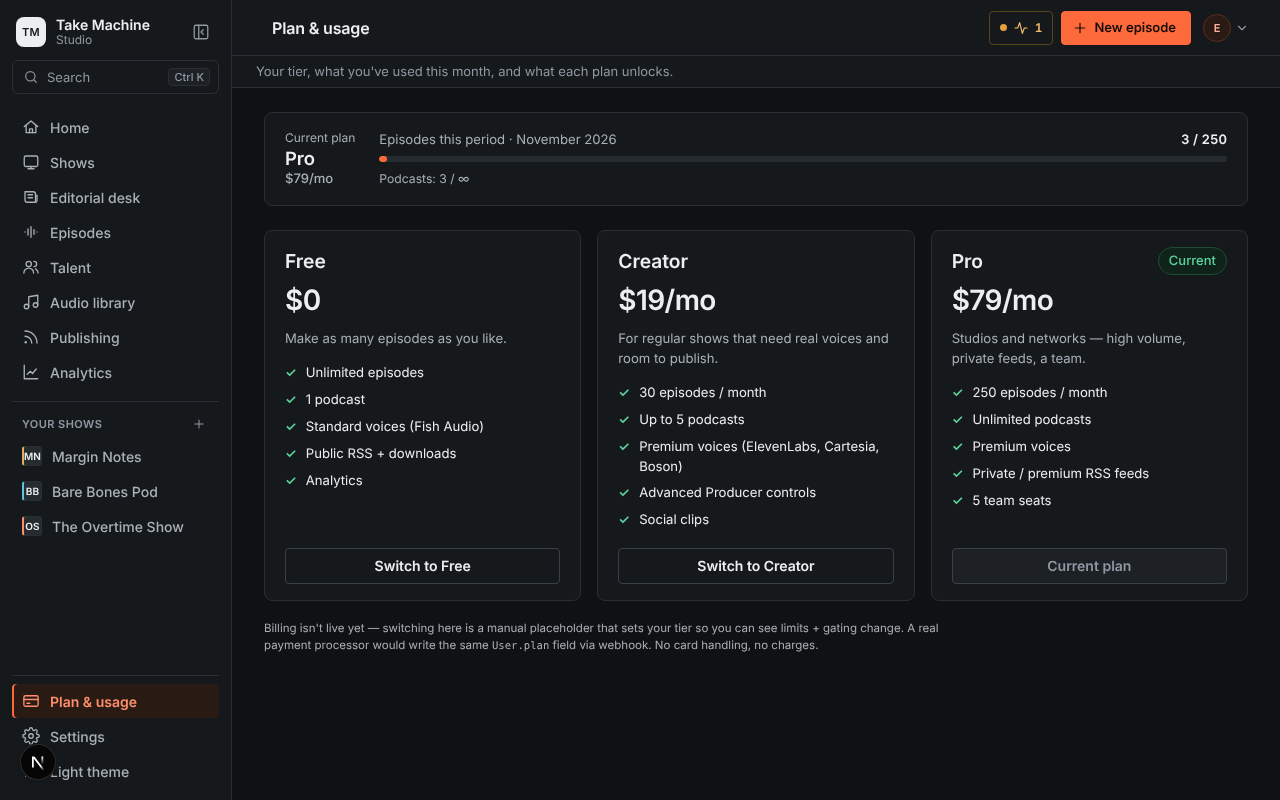 TM
Take Machine
Studio
Search
Ctrl K
Home
Shows
Editorial desk
Episodes
Talent
Audio library
Publishing
Analytics
YOUR SHOWS
MN
Margin Notes
BB
Bare Bones Pod
OS
The Overtime Show
Plan & usage
Settings
N
Light theme
Plan & usage
1
New episode
E
Your tier, what you've used this month, and what each plan unlocks.
Current plan
Pro
$79/mo
Episodes this period · November 2026
3 / 250
Podcasts: 3 / ∞
Free
$0
Make as many episodes as you like.
Unlimited episodes
1 podcast
Standard voices (Fish Audio)
Public RSS + downloads
Analytics
Switch to Free
Creator
$19/mo
For regular shows that need real voices and
room to publish.
30 episodes / month
Up to 5 podcasts
Premium voices (ElevenLabs, Cartesia,
Boson)
Advanced Producer controls
Social clips
Switch to Creator
Pro
Current
$79/mo
Studios and networks — high volume,
private feeds, a team.
250 episodes / month
Unlimited podcasts
Premium voices
Private / premium RSS feeds
5 team seats
Current plan
Billing isn't live yet — switching here is a manual placeholder that sets your tier so you can see limits + gating change. A real
payment processor would write the same User.plan field via webhook. No card handling, no charges.